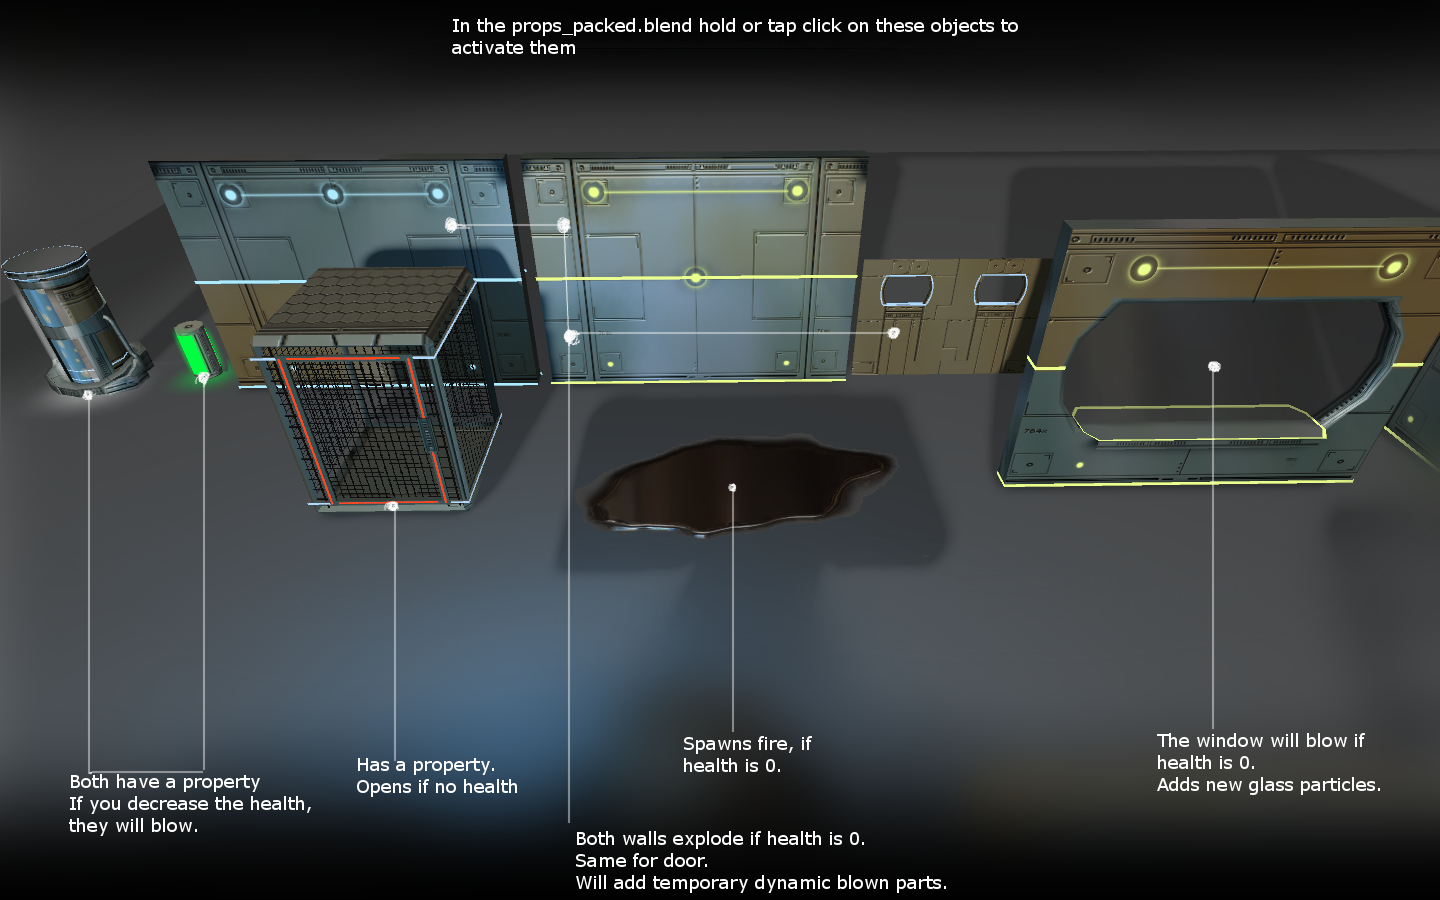 In the props_packed.blend hold or tap click on these objects to
activate them
Both have a property
If you decrease the health,
they will blow.
Has a property.
Opens if no health
Both walls explode if health is 0.
Same for door.
Will add temporary dynamic blown parts.
Spawns fire, if
health is 0.
The window will blow if
health is 0.
Adds new glass particles.